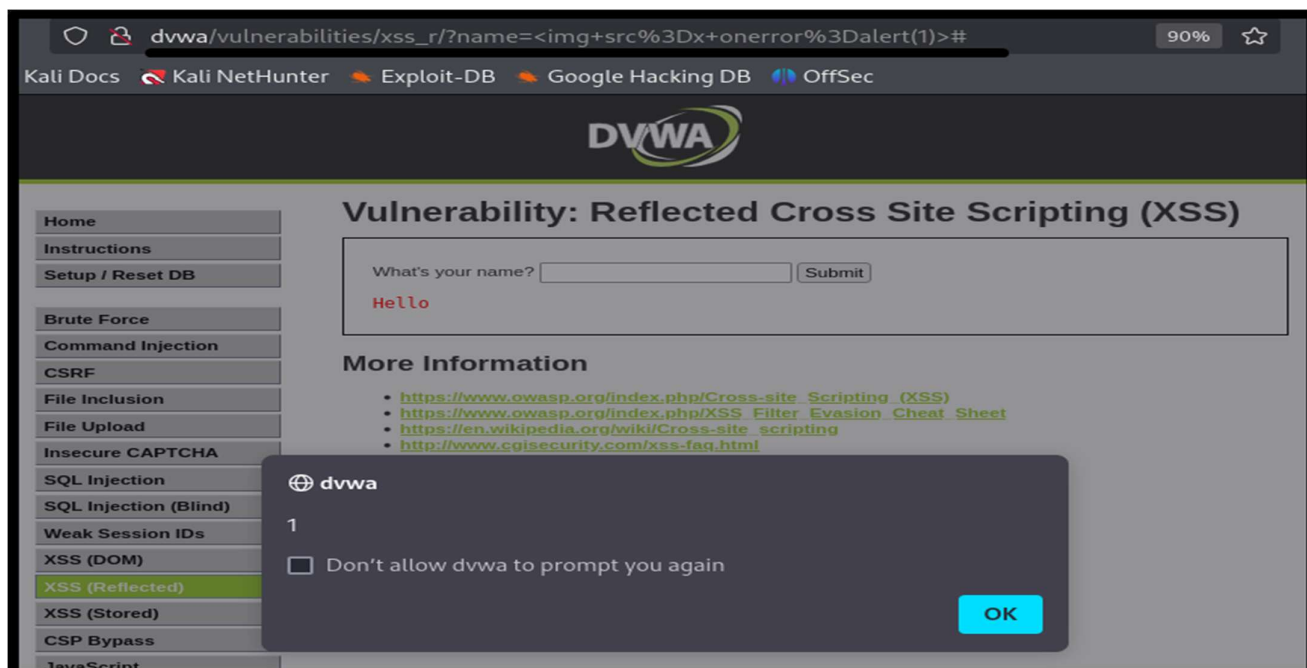 dvwa/vulnerabilities/xss_r/?name=<img+src%3Dx+onerror%3Dalert(1)># 90%
Kali Docs Kali NetHunter Exploit-DB Google Hacking DB OffSec
DVWA
Vulnerability: Reflected Cross Site Scripting (XSS)
Home
Instructions
Setup / Reset DB
Brute Force
Command Injection
CSRF
File Inclusion
File Upload
Insecure CAPTCHA
SQL Injection
SQL Injection (Blind)
Weak Session IDs
XSS (DOM)
XSS (Reflected)
XSS (Stored)
CSP Bypass
JavaScript
What's your name? Submit
Hello
More Information
https://www.owasp.org/index.php/Cross-site_Scripting_(XSS)
https://www.owasp.org/index.php/XSS_Filter_Evasion_Cheat_Sheet
https://en.wikipedia.org/wiki/Cross-site_scripting
http://www.cgisecurity.com/xss-faq.html
dvwa
1
Don't allow dvwa to prompt you again
OK